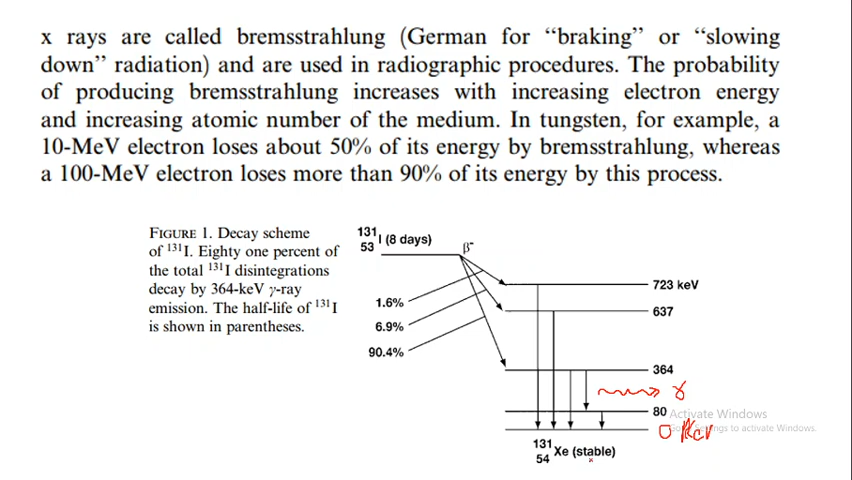 x rays are called bremsstrahlung (German for “braking” or “slowing
down” radiation) and are used in radiographic procedures. The probability
of producing bremsstrahlung increases with increasing electron energy
and increasing atomic number of the medium. In tungsten, for example, a
10-MeV electron loses about 50% of its energy by bremsstrahlung, whereas
a 100-MeV electron loses more than 90% of its energy by this process.
FIGURE 1. Decay scheme
of ¹³¹I. Eighty one percent of
the total ¹³¹I disintegrations
decay by 364-keV γ-ray
emission. The half-life of ¹³¹I
is shown in parentheses.
131
53 I (8 days)
β⁻
1.6%
6.9%
90.4%
723 keV
637
364
γ
80
Activate Windows
0
131
54 Xe (stable)